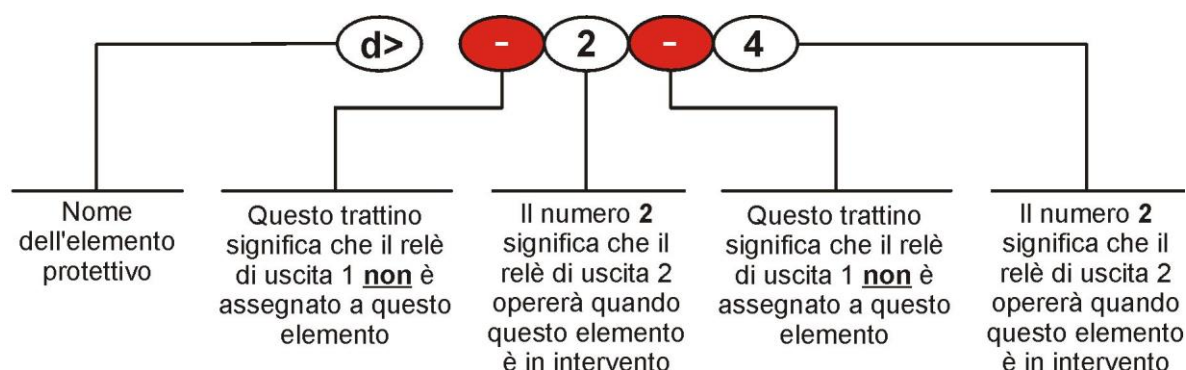 d> - 2 - 4
Nome
dell'elemento
protettivo
Questo trattino
significa che il relè
di uscita 1 non è
assegnato a questo
elemento
Il numero 2
significa che il
relè di uscita 2
opererà quando
questo elemento
è in intervento
Questo trattino
significa che il relè
di uscita 1 non è
assegnato a questo
elemento
Il numero 2
significa che il
relè di uscita 2
opererà quando
questo elemento
è in intervento